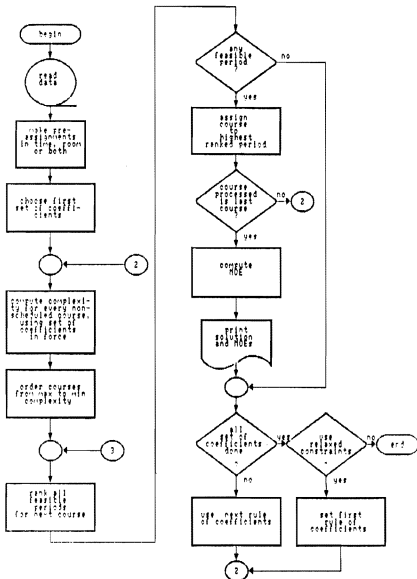 begin
read
data
make pre-
assignments
in time, room
or both
choose first
set of coeffi-
cients
2
compute complexi-
ty for every non-
scheduled course,
using set of
coefficients
in force
order courses
from max to min
complexity
3
rank all
feasible
periods
for next course
any
feasible
period
?
no
yes
assign
course
to
highest
ranked period
course
processed
is last
course
?
no
2
yes
compute
MOE
print
solution
and MOEs
all
set of
coefficients
done
yes
use
relaxed
constraints
no
end
no
yes
use next rule
of coefficients
set first
rule of
coefficients
2